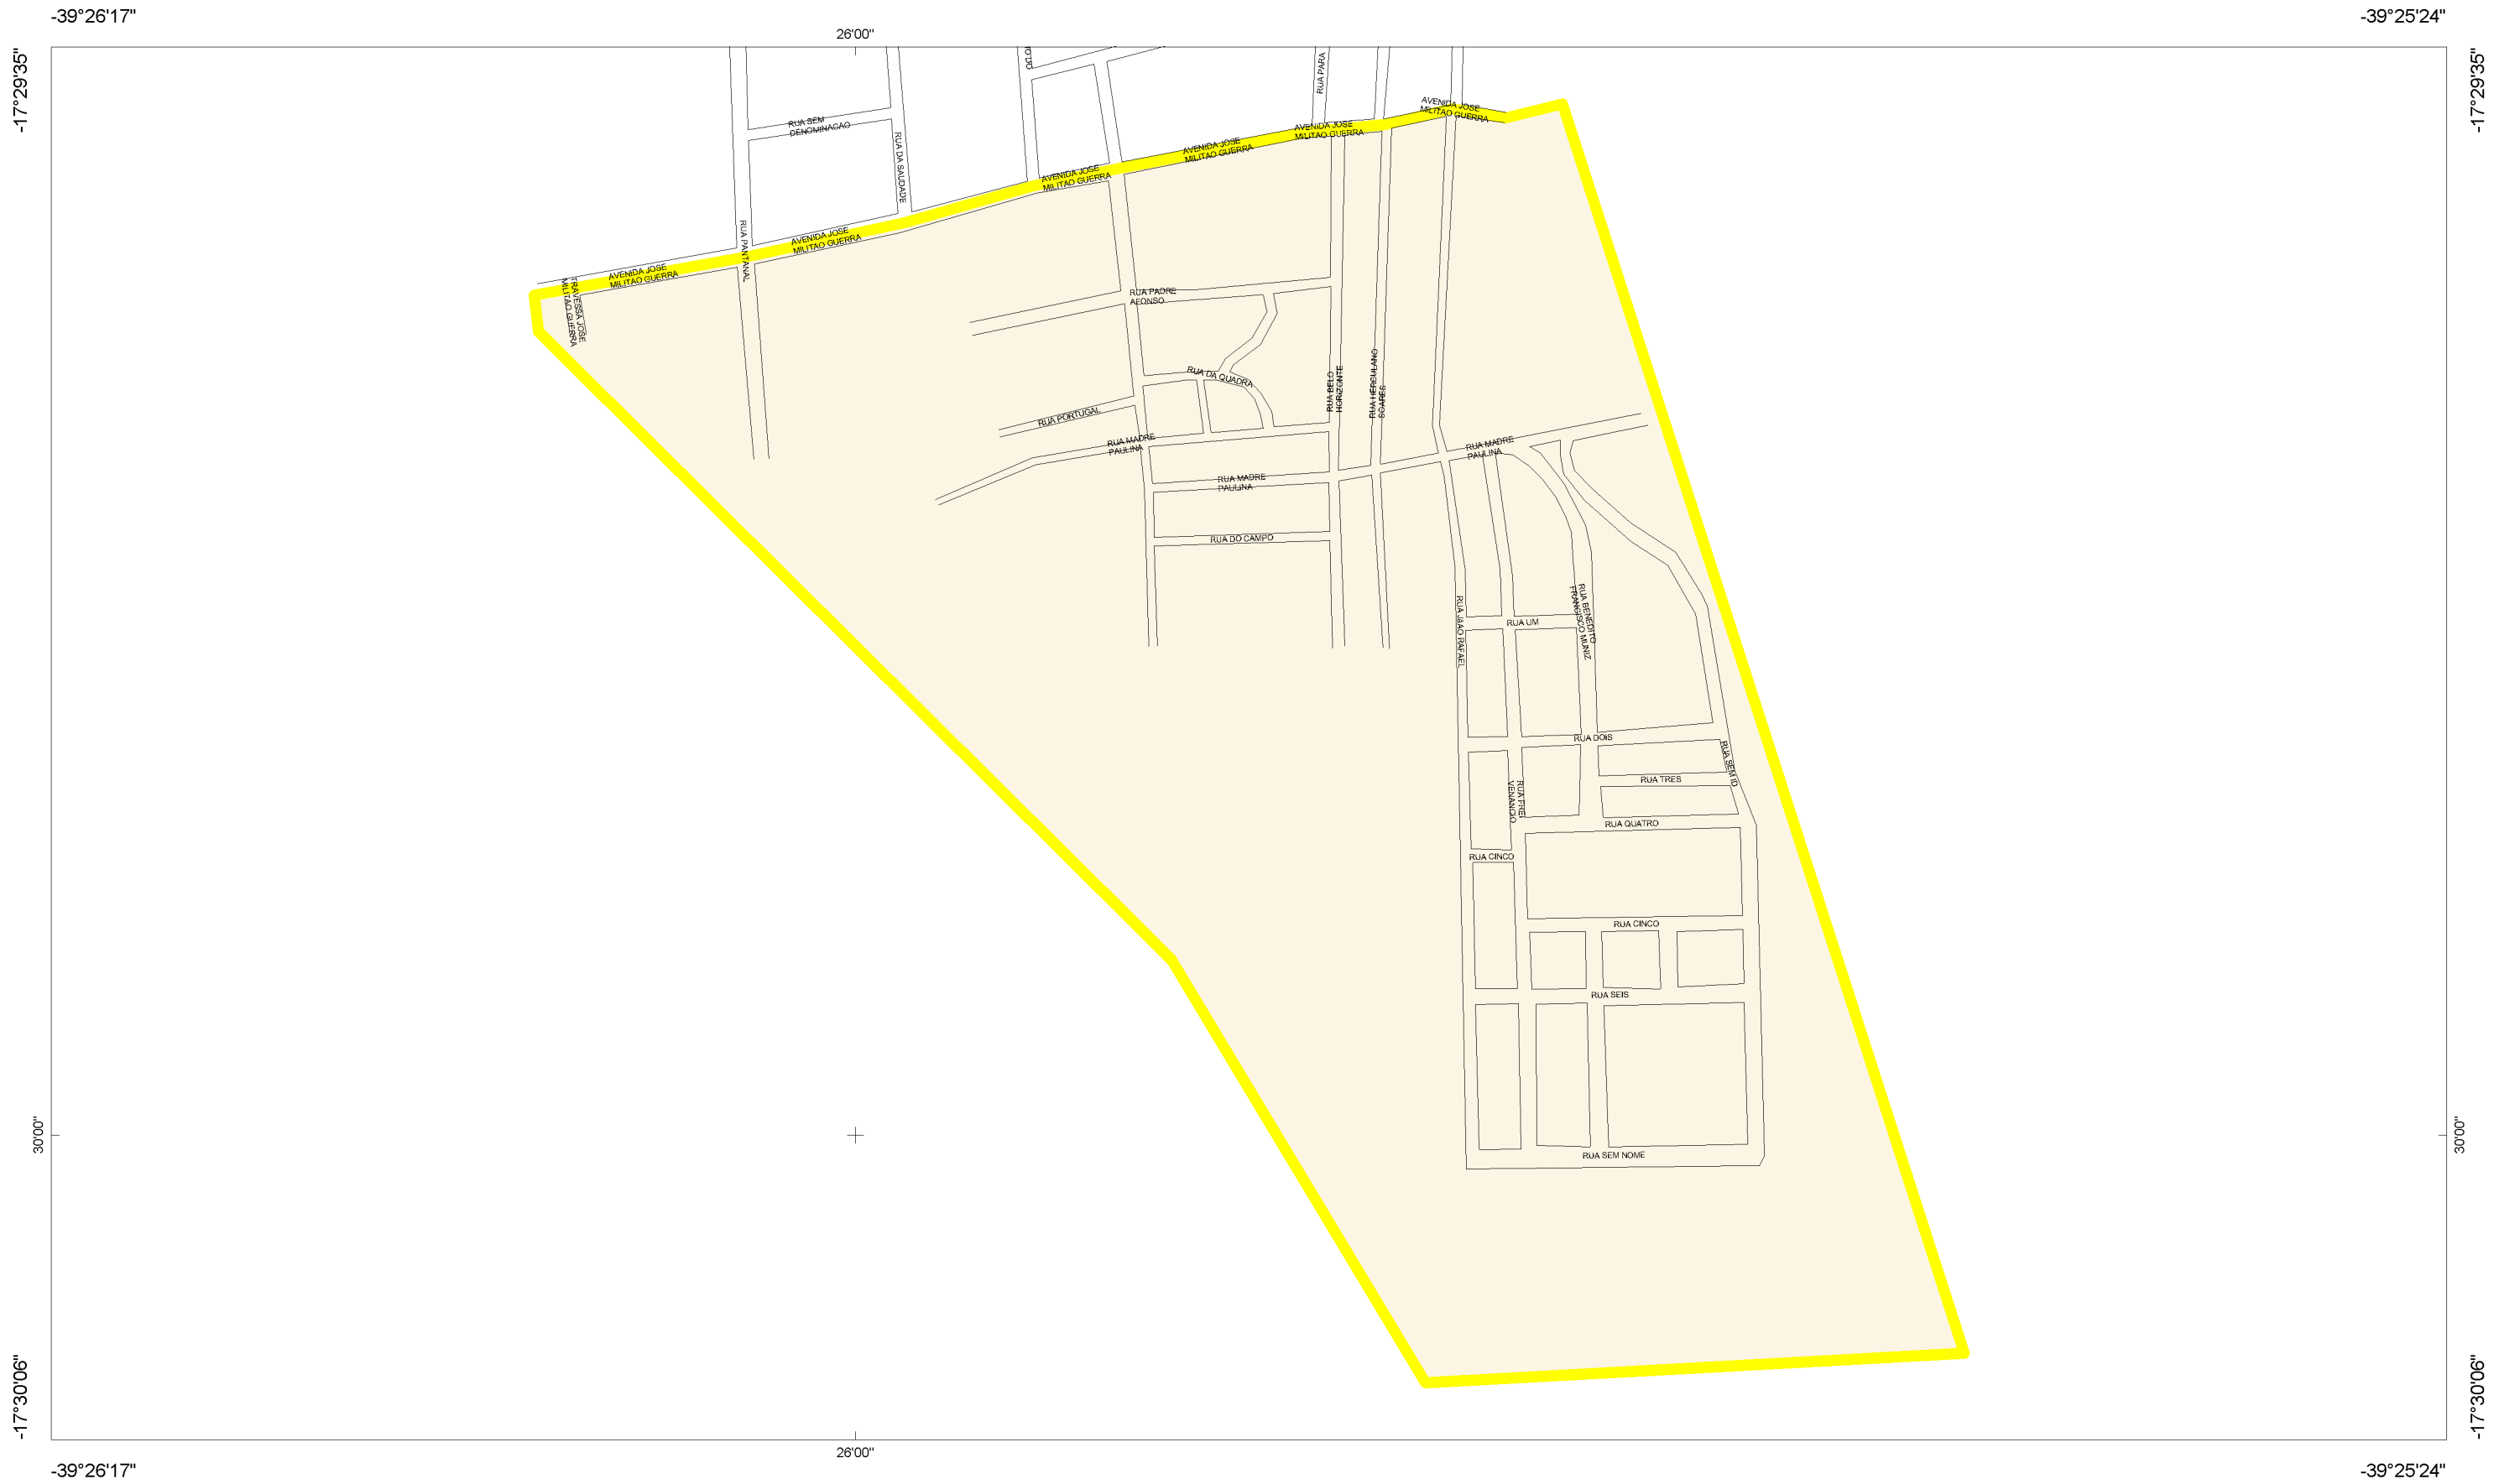 -39°26'17"
-39°25'24"
26'00"
-17°29'35"
-17°29'35"
RUA PARA
AVENIDA JOSE
MILITAO GUERRA
RUA SEM
DENOMINACAO
AVENIDA JOSE
MILITAO GUERRA
RUA DA SAUDADE
AVENIDA JOSE
MILITAO GUERRA
AVENIDA JOSE
MILITAO GUERRA
RUA PANTANAL
AVENIDA JOSE
MILITAO GUERRA
AVENIDA JOSE
MILITAO GUERRA
TRAVESSA JOSE
MILITAO GUERRA
RUA PADRE
AFONSO
RUA DA QUADRA
RUA BELO
HORIZONTE
RUA HERCULANO
SOARES
RUA PORTUGAL
RUA MADRE
PAULINA
RUA MADRE
PAULINA
RUA MADRE
PAULINA
RUA DO CAMPO
RUA JOAO RAFAEL
RUA BENEDITO
FRANCISCO MUNIZ
RUA UM
RUA DOIS
RUA SEM ID
RUA TRES
RUA FREI
VENANCIO
RUA QUATRO
RUA CINCO
RUA CINCO
RUA SEIS
RUA SEM NOME
30'00"
30'00"
-17°30'06"
-17°30'06"
26'00"
-39°26'17"
-39°25'24"